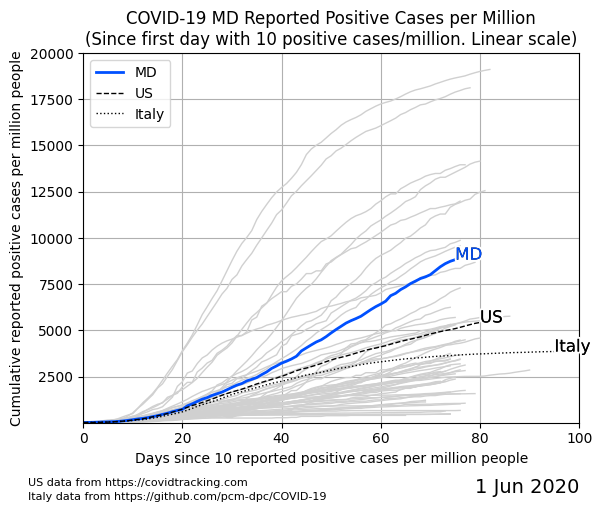 COVID-19 MD Reported Positive Cases per Million
(Since first day with 10 positive cases/million. Linear scale)
Cumulative reported positive cases per million people
20000
17500
15000
12500
10000
7500
5000
2500
MD
US
Italy
MD
US
Italy
0
20
40
60
80
100
Days since 10 reported positive cases per million people
US data from https://covidtracking.com
Italy data from https://github.com/pcm-dpc/COVID-19
1 Jun 2020